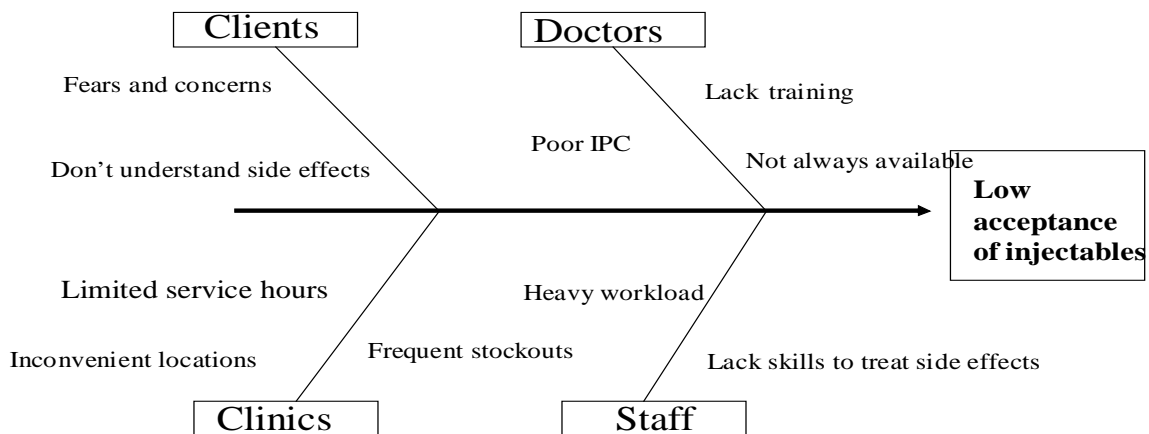 Clients
Doctors
Fears and concerns
Lack training
Poor IPC
Don't understand side effects
Not always available
Low
acceptance
of injectables
Limited service hours
Heavy workload
Inconvenient locations
Frequent stockouts
Lack skills to treat side effects
Clinics
Staff